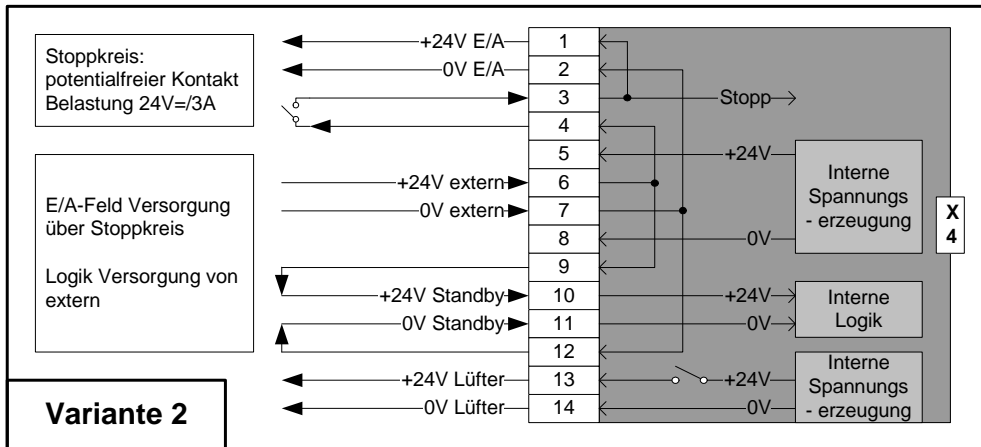 Stoppkreis:
potentialfreier Kontakt
Belastung 24V=/3A
E/A-Feld Versorgung
über Stoppkreis
Logik Versorgung von
extern
Variante 2
+24V E/A
1
0V E/A
2
3
Stopp
4
5
+24V
+24V extern
6
0V extern
7
8
0V
9
+24V Standby
10
+24V
0V Standby
11
0V
12
+24V Lüfter
13
+24V
0V Lüfter
14
0V
Interne
Spannungs
- erzeugung
Interne
Logik
Interne
Spannungs
- erzeugung
X
4